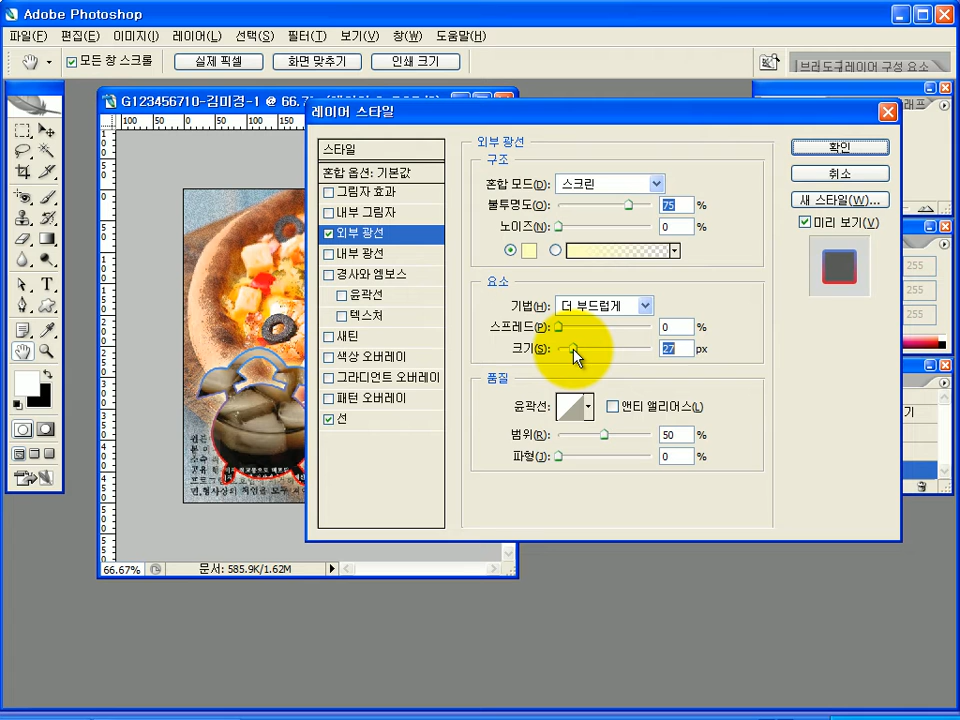 Adobe Photoshop
파일(F) 편집(E) 이미지(I) 레이어(L) 선택(S) 필터(T) 보기(V) 창(W) 도움말(H)
모든 창 스크롤 실제 픽셀 화면 맞추기 인쇄 크기
G123456710-김미경-1 @ 66.7
레이어 스타일
100 50 0 50 100 150
스타일
혼합 옵션: 기본값
그림자 효과
내부 그림자
외부 광선
내부 광선
경사와 엠보스
윤곽선
텍스처
새틴
색상 오버레이
그라디언트 오버레이
패턴 오버레이
선
외부 광선
구조
혼합 모드(D): 스크린
불투명도(O): 75 %
노이즈(N): 0 %
요소
기법(H): 더 부드럽게
스프레드(P): 0 %
크기(S): 27 px
품질
윤곽선: 앤티 앨리어스(L)
범위(R): 50 %
파형(J): 0 %
확인
취소
새 스타일(W)...
미리 보기(V)
255
255
255
66.67% 문서: 585.9K/1.62M